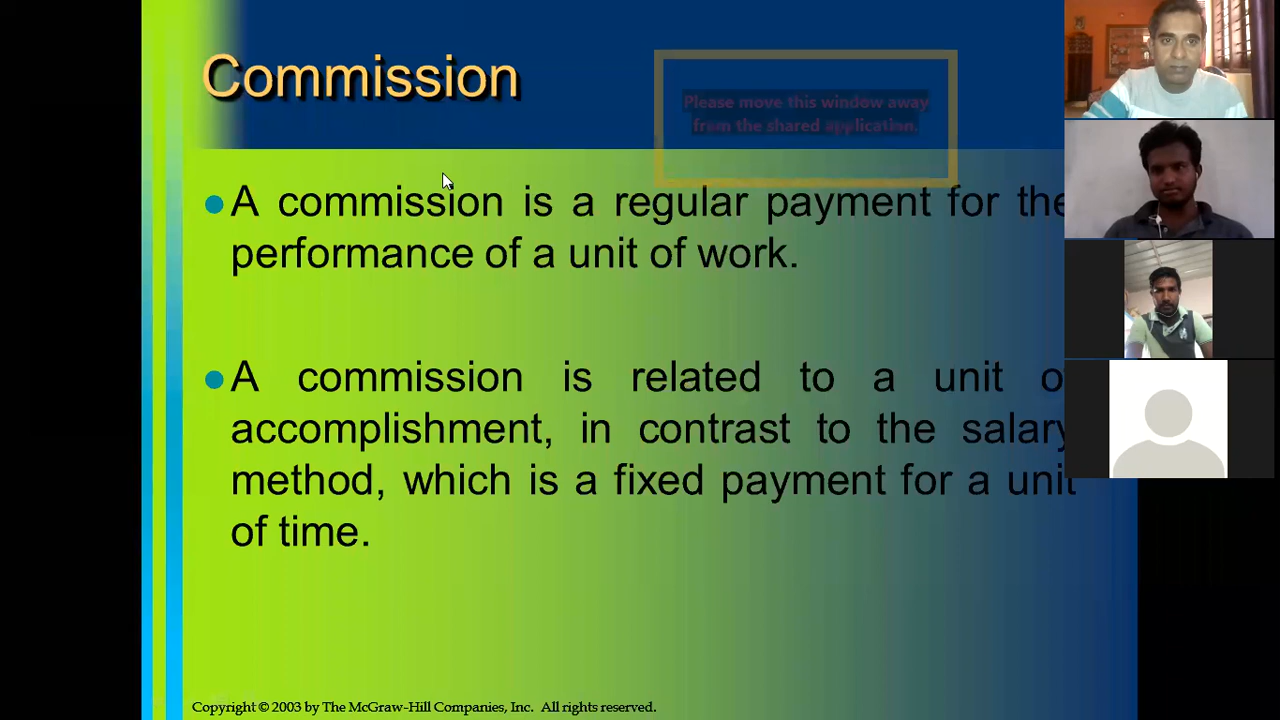 Commission
Please move this window away
from the shared application.
A commission is a regular payment for the
performance of a unit of work.
A commission is related to a unit of
accomplishment, in contrast to the salary
method, which is a fixed payment for a unit
of time.
Copyright © 2003 by The McGraw-Hill Companies, Inc. All rights reserved.